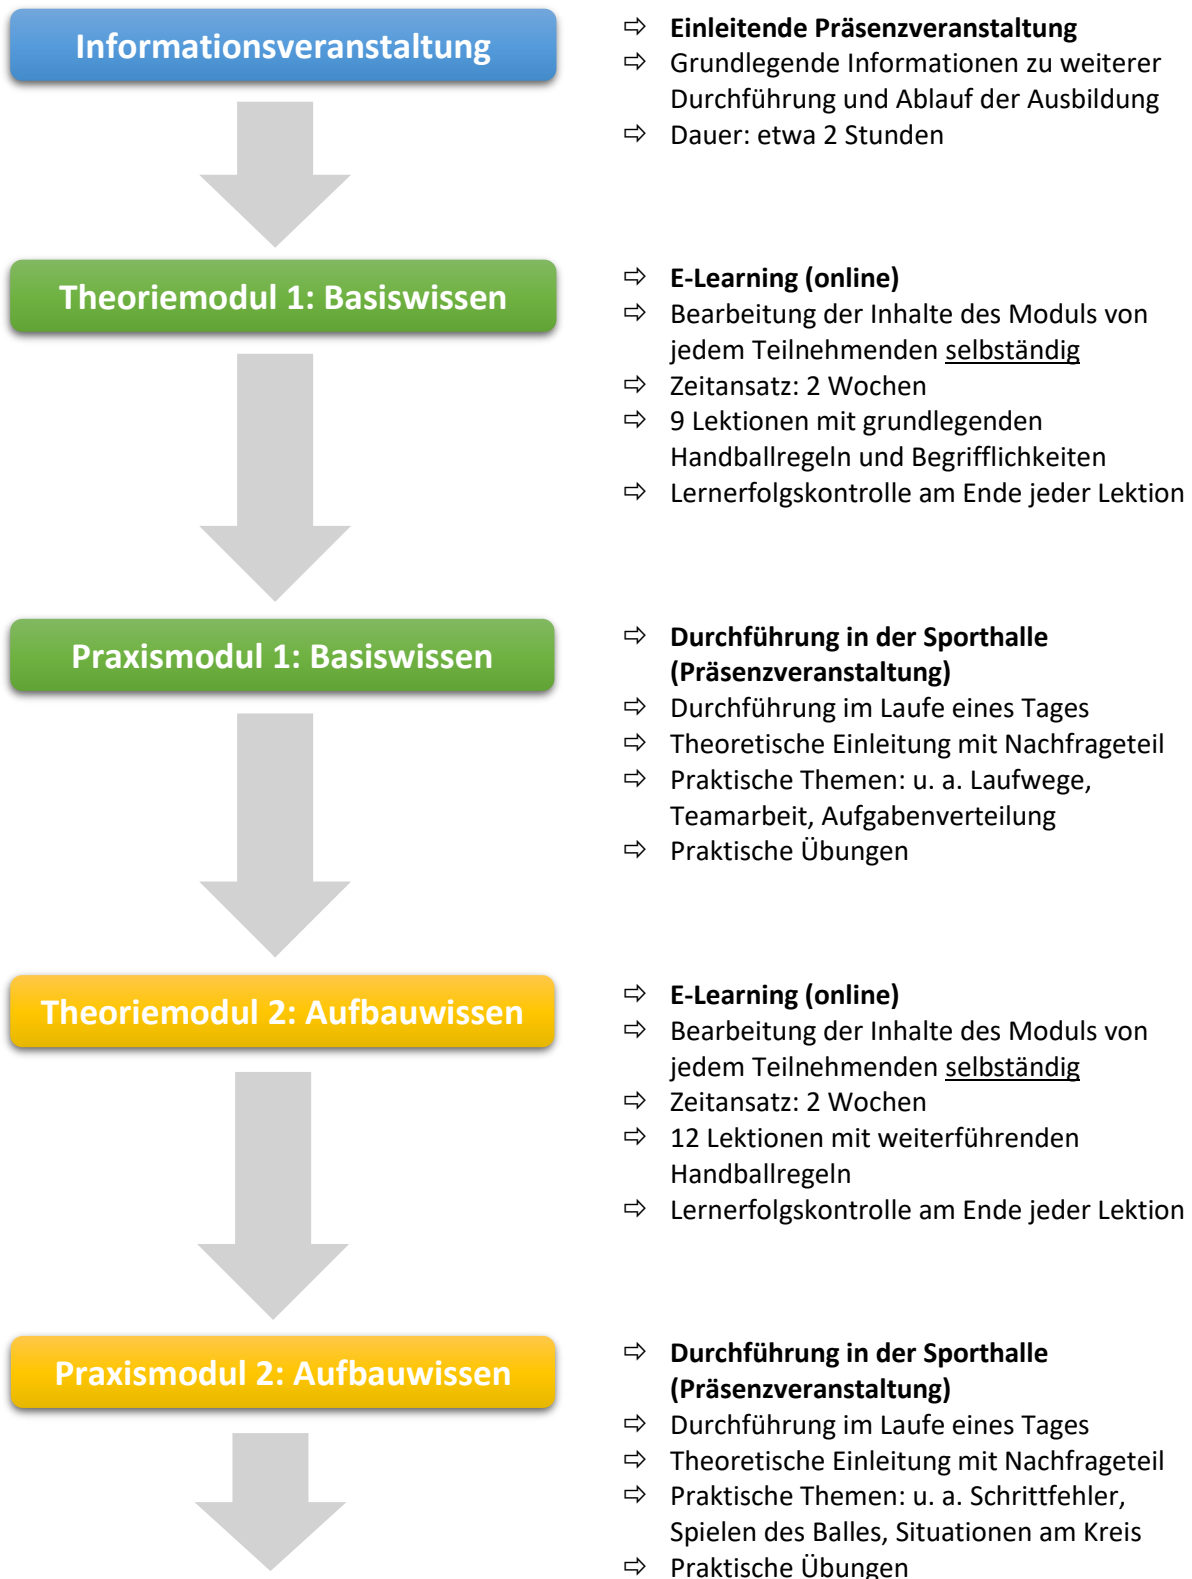 Informationsveranstaltung
⇨ Einleitende Präsenzveranstaltung
⇨ Grundlegende Informationen zu weiterer
Durchführung und Ablauf der Ausbildung
⇨ Dauer: etwa 2 Stunden
Theoriemodul 1: Basiswissen
⇨ E-Learning (online)
⇨ Bearbeitung der Inhalte des Moduls von
jedem Teilnehmenden selbständig
⇨ Zeitansatz: 2 Wochen
⇨ 9 Lektionen mit grundlegenden
Handballregeln und Begrifflichkeiten
⇨ Lernerfolgskontrolle am Ende jeder Lektion
Praxismodul 1: Basiswissen
⇨ Durchführung in der Sporthalle
(Präsenzveranstaltung)
⇨ Durchführung im Laufe eines Tages
⇨ Theoretische Einleitung mit Nachfrageteil
⇨ Praktische Themen: u. a. Laufwege,
Teamarbeit, Aufgabenverteilung
⇨ Praktische Übungen
Theoriemodul 2: Aufbauwissen
⇨ E-Learning (online)
⇨ Bearbeitung der Inhalte des Moduls von
jedem Teilnehmenden selbständig
⇨ Zeitansatz: 2 Wochen
⇨ 12 Lektionen mit weiterführenden
Handballregeln
⇨ Lernerfolgskontrolle am Ende jeder Lektion
Praxismodul 2: Aufbauwissen
⇨ Durchführung in der Sporthalle
(Präsenzveranstaltung)
⇨ Durchführung im Laufe eines Tages
⇨ Theoretische Einleitung mit Nachfrageteil
⇨ Praktische Themen: u. a. Schrittfehler,
Spielen des Balles, Situationen am Kreis
⇨ Praktische Übungen